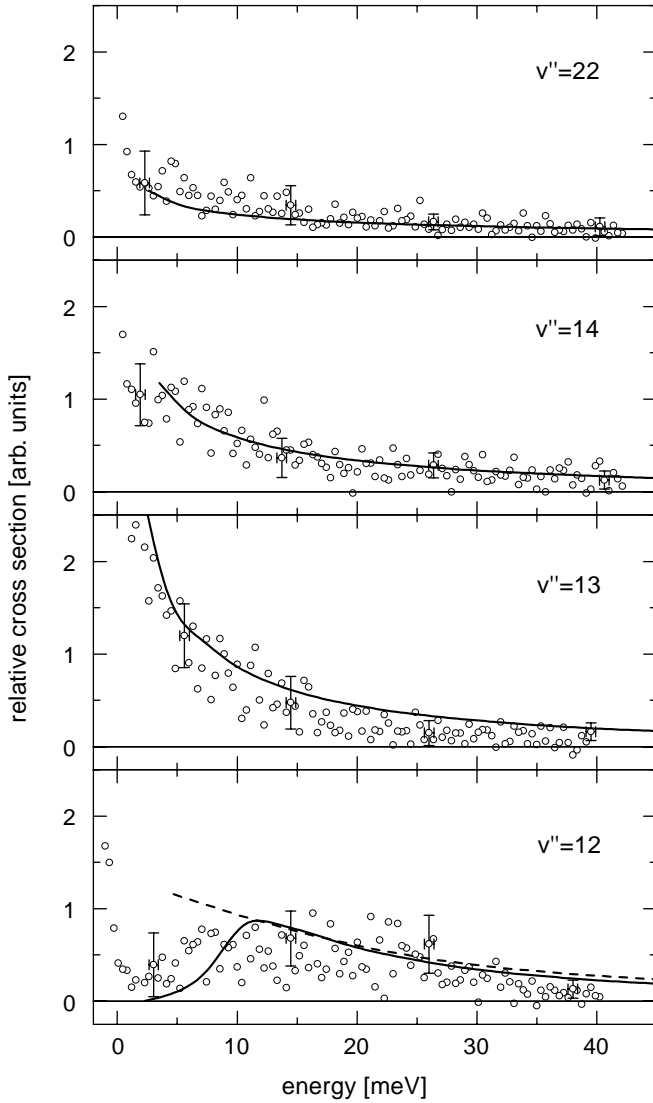 2
v"=22
1
0
2
v"=14
1
0
relative cross section [arb. units]
2
v"=13
1
0
2
v"=12
1
0
0 10 20 30 40
energy [meV]